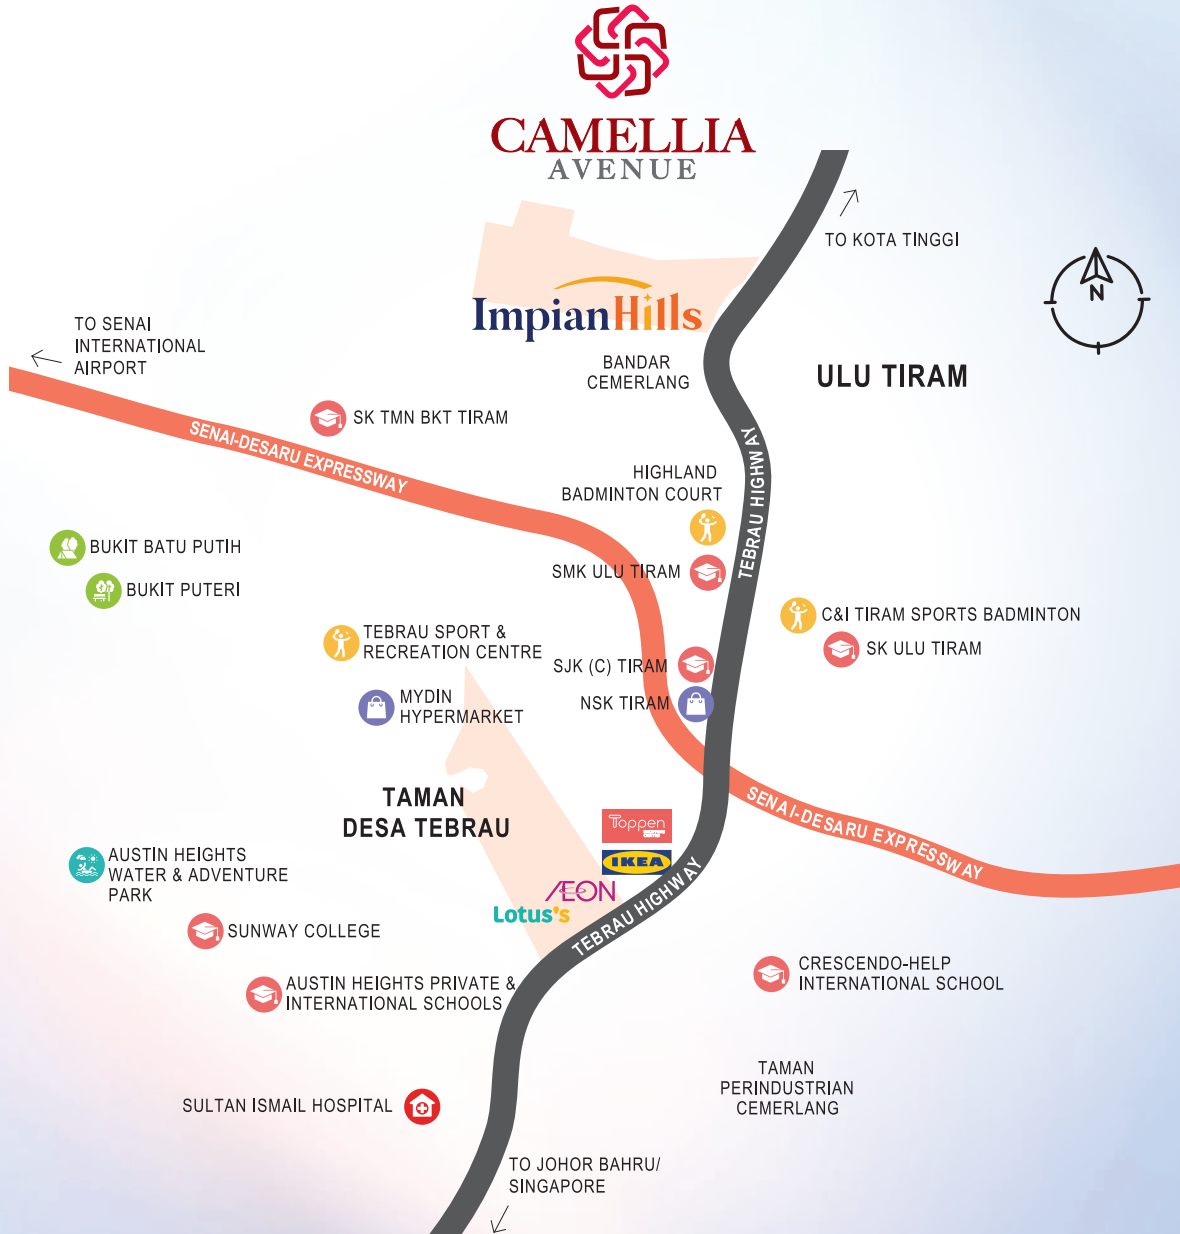 CAMELLIA
AVENUE
TO KOTA TINGGI
N
ImpianHills
TO SENAI
INTERNATIONAL
AIRPORT
BANDAR
CEMERLANG
ULU TIRAM
SK TMN BKT TIRAM
SENAI-DESARU EXPRESSWAY
TEBRAU HIGHWAY
HIGHLAND
BADMINTON COURT
BUKIT BATU PUTIH
BUKIT PUTERI
SMK ULU TIRAM
C&I TIRAM SPORTS BADMINTON
SK ULU TIRAM
TEBRAU SPORT &
RECREATION CENTRE
SJK (C) TIRAM
MYDIN
HYPERMARKET
NSK TIRAM
TAMAN
DESA TEBRAU
Toppen
SHOPPING
CENTRE
IKEA
SENAI-DESARU EXPRESSWAY
AEON
Lotus's
TEBRAU HIGHWAY
AUSTIN HEIGHTS
WATER & ADVENTURE
PARK
SUNWAY COLLEGE
AUSTIN HEIGHTS PRIVATE &
INTERNATIONAL SCHOOLS
CRESCENDO-HELP
INTERNATIONAL SCHOOL
TAMAN
PERINDUSTRIAN
CEMERLANG
SULTAN ISMAIL HOSPITAL
TO JOHOR BAHRU/
SINGAPORE